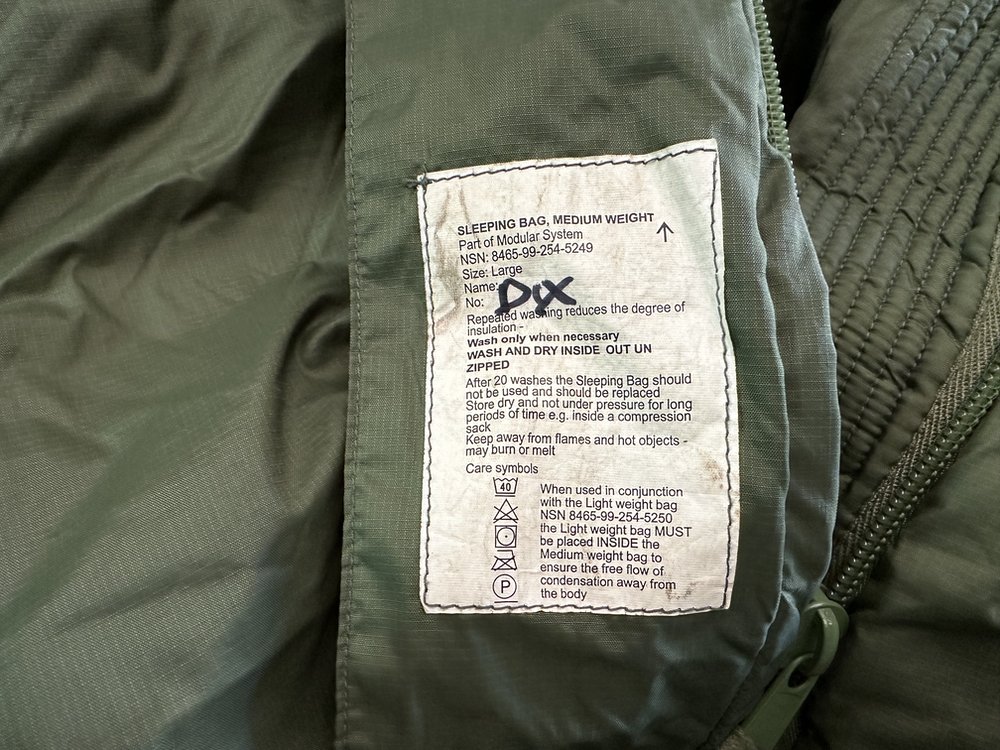 SLEEPING BAG, MEDIUM WEIGHT
Part of Modular System
NSN: 8465-99-254-5249
Size: Large
Name:
No: DIX
Repeated washing reduces the degree of
insulation -
Wash only when necessary
WASH AND DRY INSIDE OUT UN
ZIPPED
After 20 washes the Sleeping Bag should
not be used and should be replaced
Store dry and not under pressure for long
periods of time e.g. inside a compression
sack
Keep away from flames and hot objects -
may burn or melt
Care symbols
40
P
When used in conjunction
with the Light weight bag
NSN 8465-99-254-5250
the Light weight bag MUST
be placed INSIDE the
Medium weight bag to
ensure the free flow of
condensation away from
the body